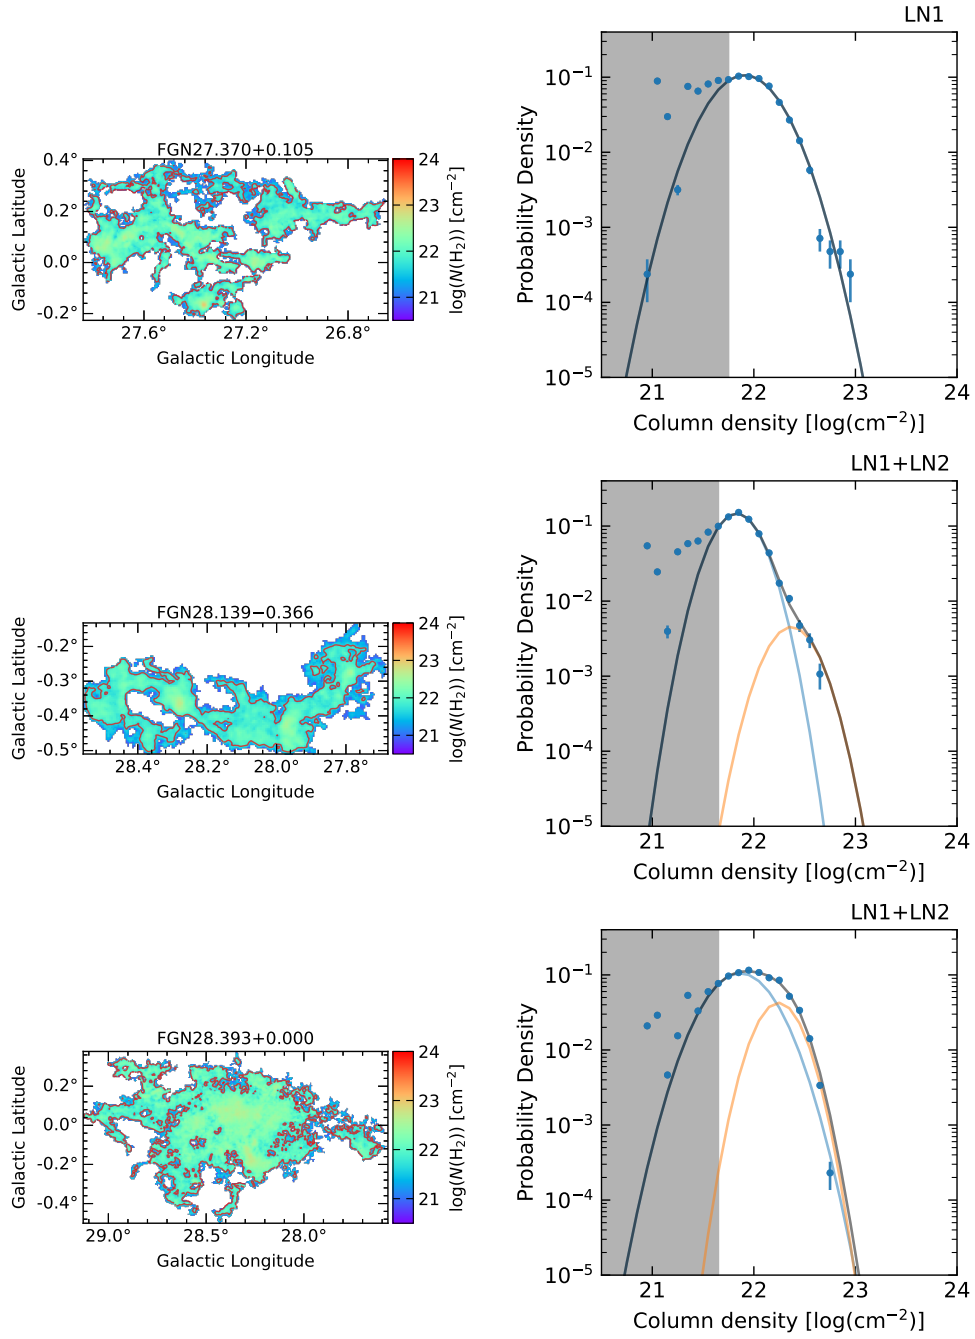 LN1
FGN27.370+0.105
0.4°
0.2°
0.0°
-0.2°
27.6° 27.2° 26.8°
Galactic Longitude
Galactic Latitude
24
23
22
21
log(N(H₂)) [cm⁻²]
10⁻¹
10⁻²
10⁻³
10⁻⁴
10⁻⁵
21 22 23 24
Column density [log(cm⁻²)]
Probability Density
LN1+LN2
FGN28.139−0.366
-0.2°
-0.3°
-0.4°
-0.5°
28.4° 28.2° 28.0° 27.8°
Galactic Longitude
Galactic Latitude
24
23
22
21
log(N(H₂)) [cm⁻²]
10⁻¹
10⁻²
10⁻³
10⁻⁴
10⁻⁵
21 22 23 24
Column density [log(cm⁻²)]
Probability Density
LN1+LN2
FGN28.393+0.000
0.2°
0.0°
-0.2°
-0.4°
29.0° 28.5° 28.0°
Galactic Longitude
Galactic Latitude
24
23
22
21
log(N(H₂)) [cm⁻²]
10⁻¹
10⁻²
10⁻³
10⁻⁴
10⁻⁵
21 22 23 24
Column density [log(cm⁻²)]
Probability Density